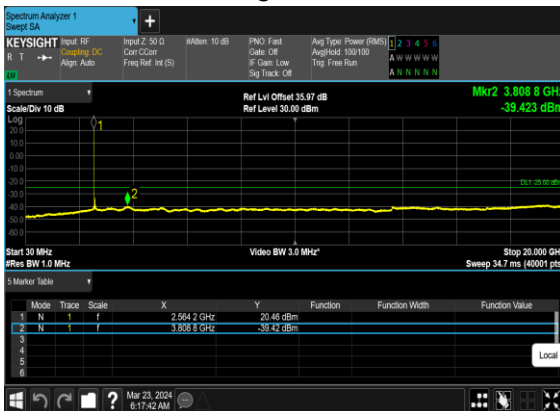 Spectrum Analyzer 1
Swept SA
KEYSIGHT Input: RF Input Z: 50 Ω #Atten: 10 dB PNO: Fast Avg Type: Power (RMS) 1 2 3 4 5 6
R T Coupling: DC Corr CCorr Gate: Off Avg|Hold: 100/100 A W W W W W
Align: Auto Freq Ref: Int (S) IF Gain: Low Trig: Free Run
LV Sig Track: Off A N N N N N
1 Spectrum
Ref Lvl Offset 35.97 dB Mkr2 3.808 8 GHz
Scale/Div 10 dB Ref Level 30.00 dBm -39.423 dBm
Log
20.0
10.0
0.00
-10.0
-20.0
-30.0
-40.0
-50.0
-60.0
1
2
DL1 -25.00 dBm
Start 30 MHz Video BW 3.0 MHz* Stop 20.000 GHz
#Res BW 1.0 MHz Sweep 34.7 ms (40001 pts)
5 Marker Table
Mode Trace Scale X Y Function Function Width Function Value
1 N 1 f 2.564 2 GHz 20.46 dBm
2 N 1 f 3.808 8 GHz -39.42 dBm
3
4
5
6
Local
? Mar 23, 2024
6:17:42 AM